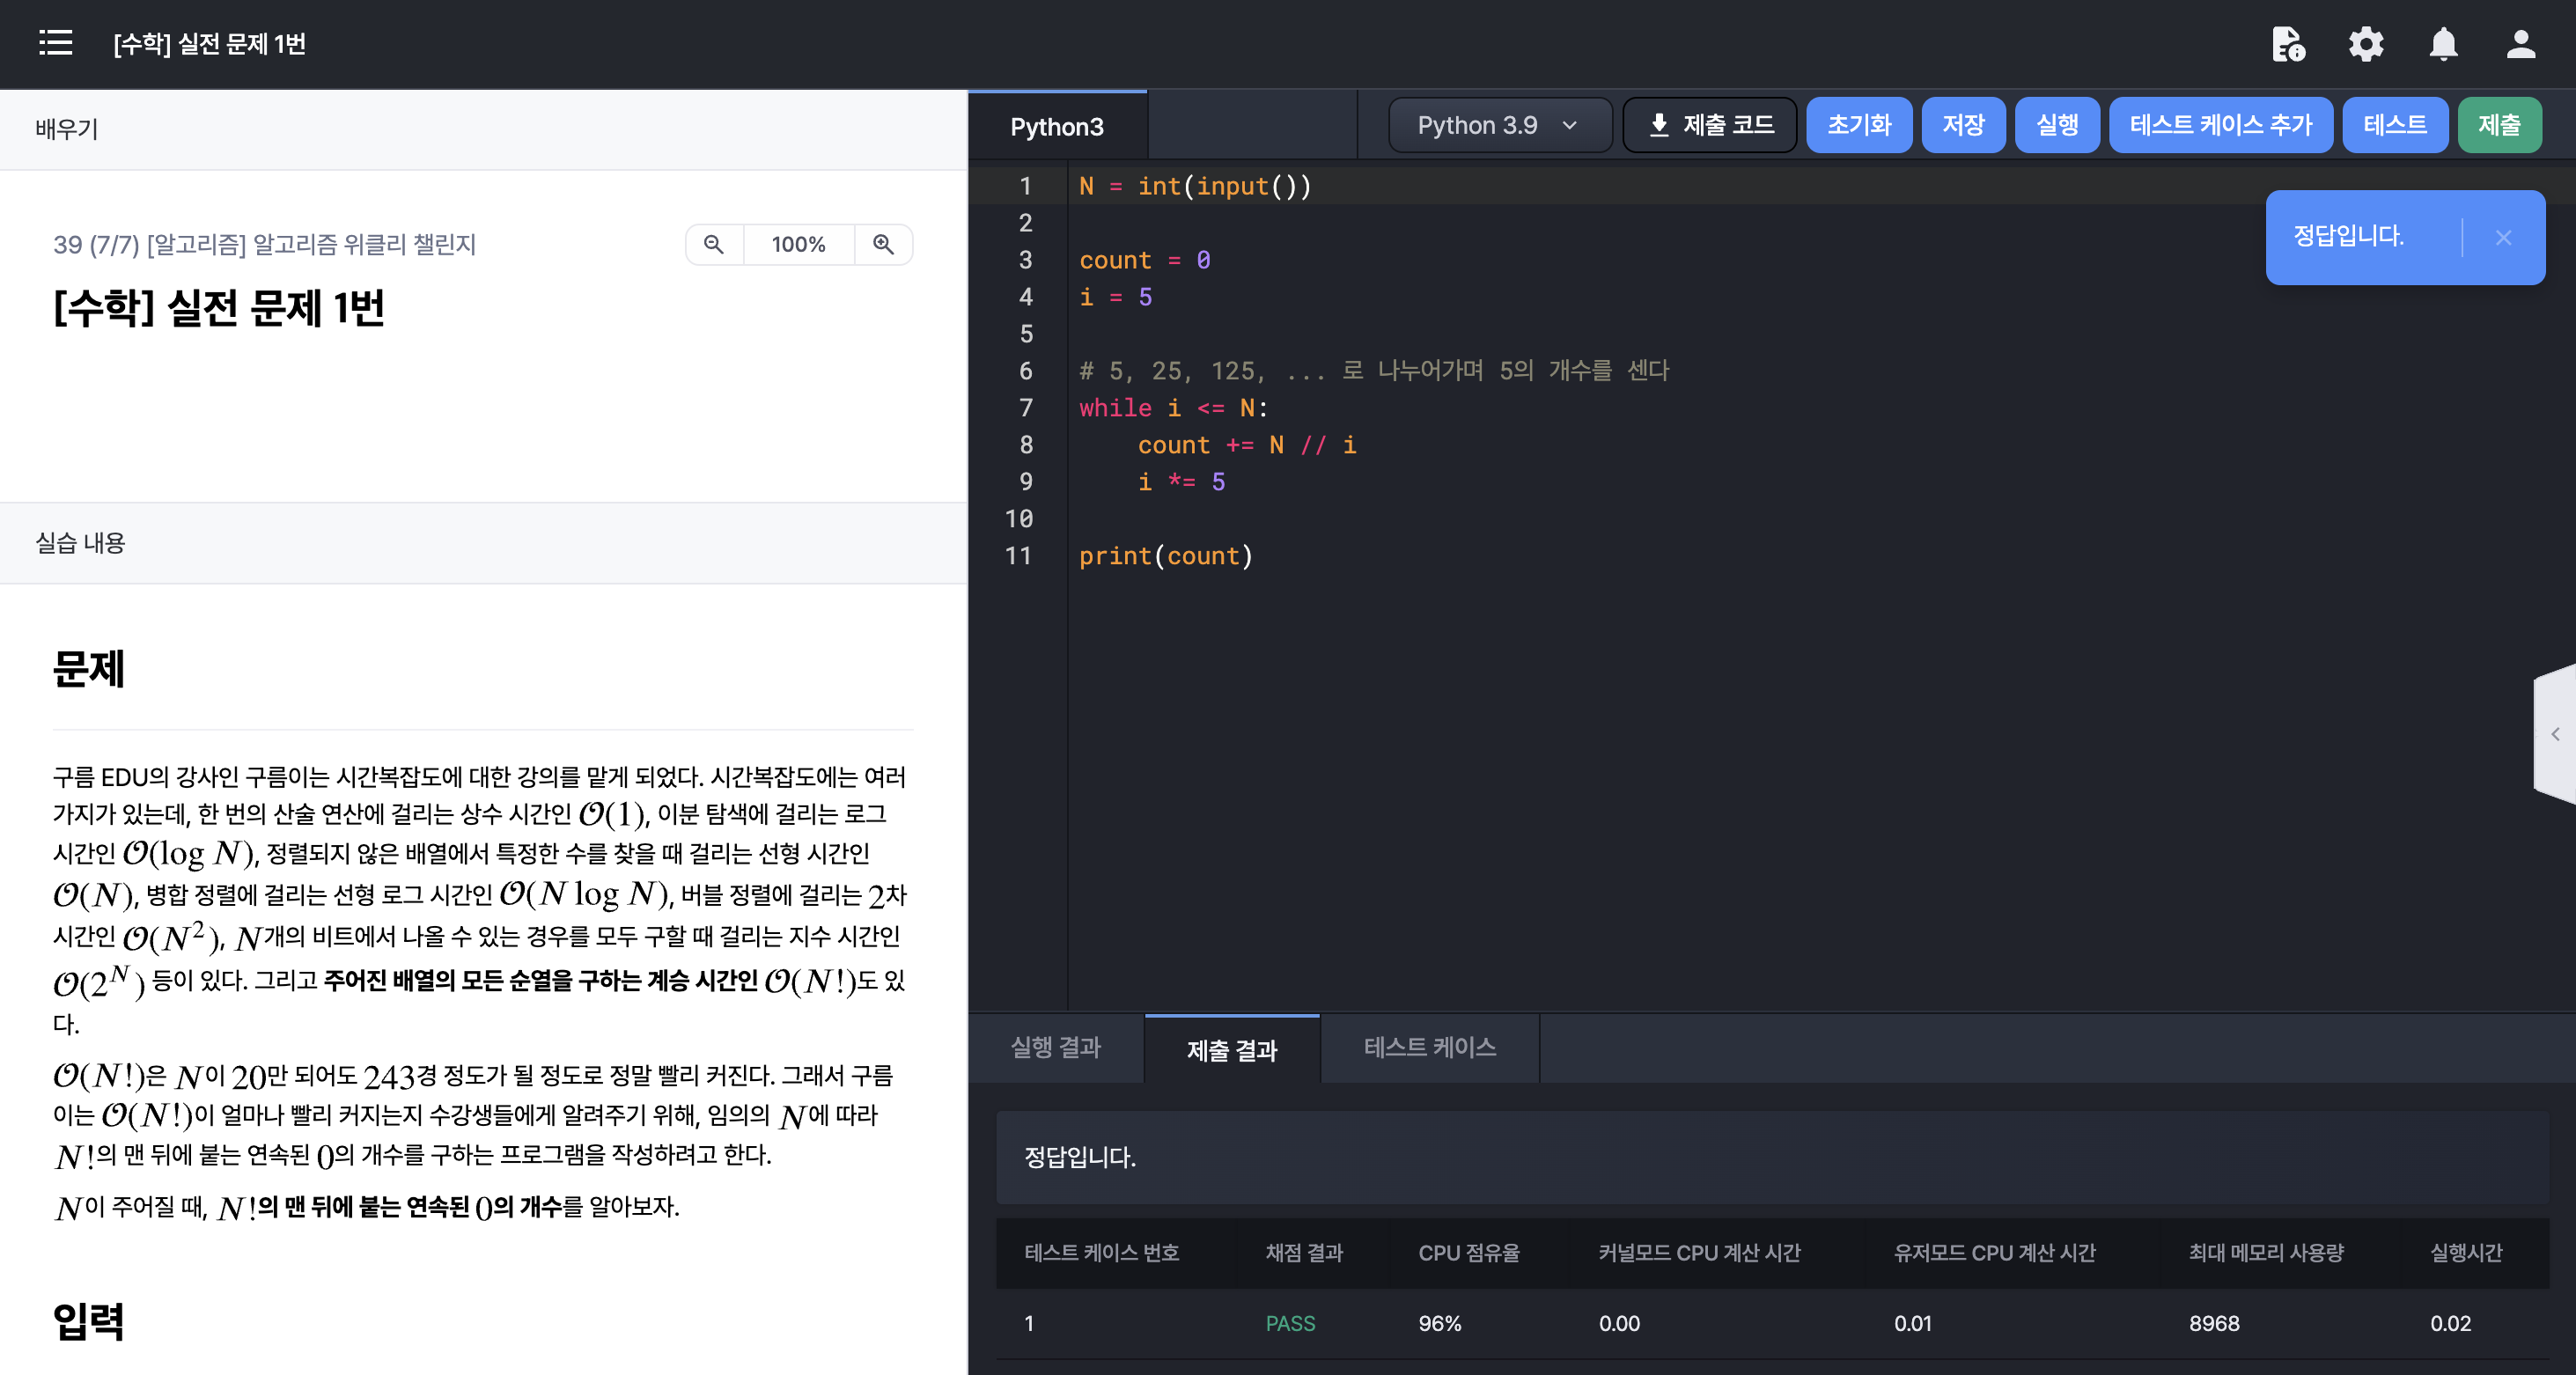 [수학] 실전 문제 1번
배우기
39 (7/7) [알고리즘] 알고리즘 위클리 챌린지
100%
[수학] 실전 문제 1번
실습 내용
문제
구름 EDU의 강사인 구름이는 시간복잡도에 대한 강의를 맡게 되었다. 시간복잡도에는 여러
가지가 있는데, 한 번의 산술 연산에 걸리는 상수 시간인 𝒪(1), 이분 탐색에 걸리는 로그
시간인 𝒪(log N), 정렬되지 않은 배열에서 특정한 수를 찾을 때 걸리는 선형 시간인
𝒪(N), 병합 정렬에 걸리는 선형 로그 시간인 𝒪(N log N), 버블 정렬에 걸리는 2차
시간인 𝒪(N²), N개의 비트에서 나올 수 있는 경우를 모두 구할 때 걸리는 지수 시간인
𝒪(2^N) 등이 있다. 그리고 주어진 배열의 모든 순열을 구하는 계승 시간인 𝒪(N!)도 있
다.
𝒪(N!)은 N이 20만 되어도 243경 정도가 될 정도로 정말 빨리 커진다. 그래서 구름
이는 𝒪(N!)이 얼마나 빨리 커지는지 수강생들에게 알려주기 위해, 임의의 N에 따라
N!의 맨 뒤에 붙는 연속된 0의 개수를 구하는 프로그램을 작성하려고 한다.
N이 주어질 때, N!의 맨 뒤에 붙는 연속된 0의 개수를 알아보자.
입력
Python3
Python 3.9
제출 코드
초기화
저장
실행
테스트 케이스 추가
테스트
제출
정답입니다.
1 N = int(input())
2
3 count = 0
4 i = 5
5
6 # 5, 25, 125, ... 로 나누어가며 5의 개수를 센다
7 while i <= N:
8     count += N // i
9     i *= 5
10
11 print(count)
실행 결과
제출 결과
테스트 케이스
정답입니다.
테스트 케이스 번호 채점 결과 CPU 점유율 커널모드 CPU 계산 시간 유저모드 CPU 계산 시간 최대 메모리 사용량 실행시간
1 PASS 96% 0.00 0.01 8968 0.02